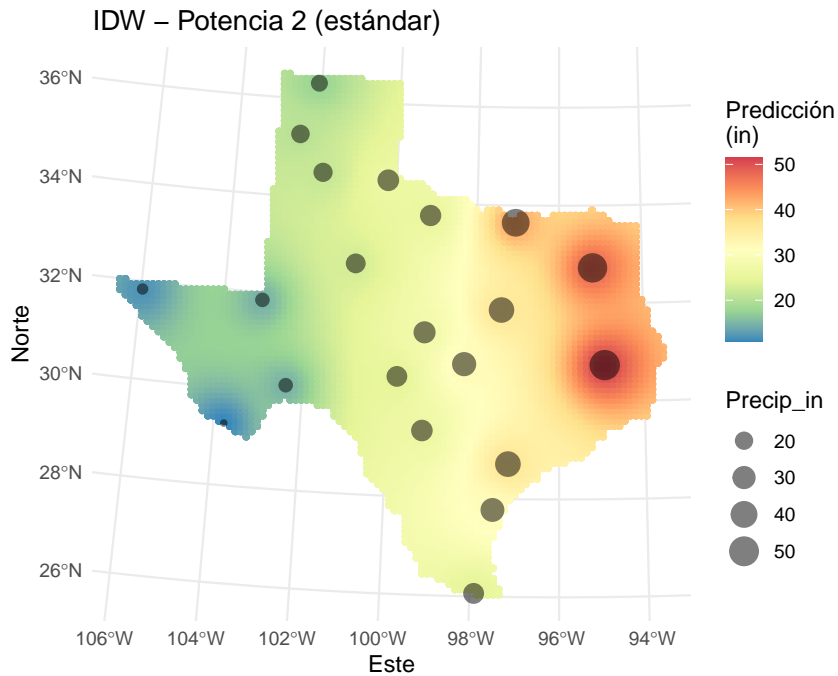 IDW – Potencia 2 (estándar)
36°N
34°N
32°N
30°N
28°N
26°N
Norte
106°W
104°W
102°W
100°W
98°W
96°W
94°W
Este
Predicción
(in)
50
40
30
20
Precip_in
20
30
40
50